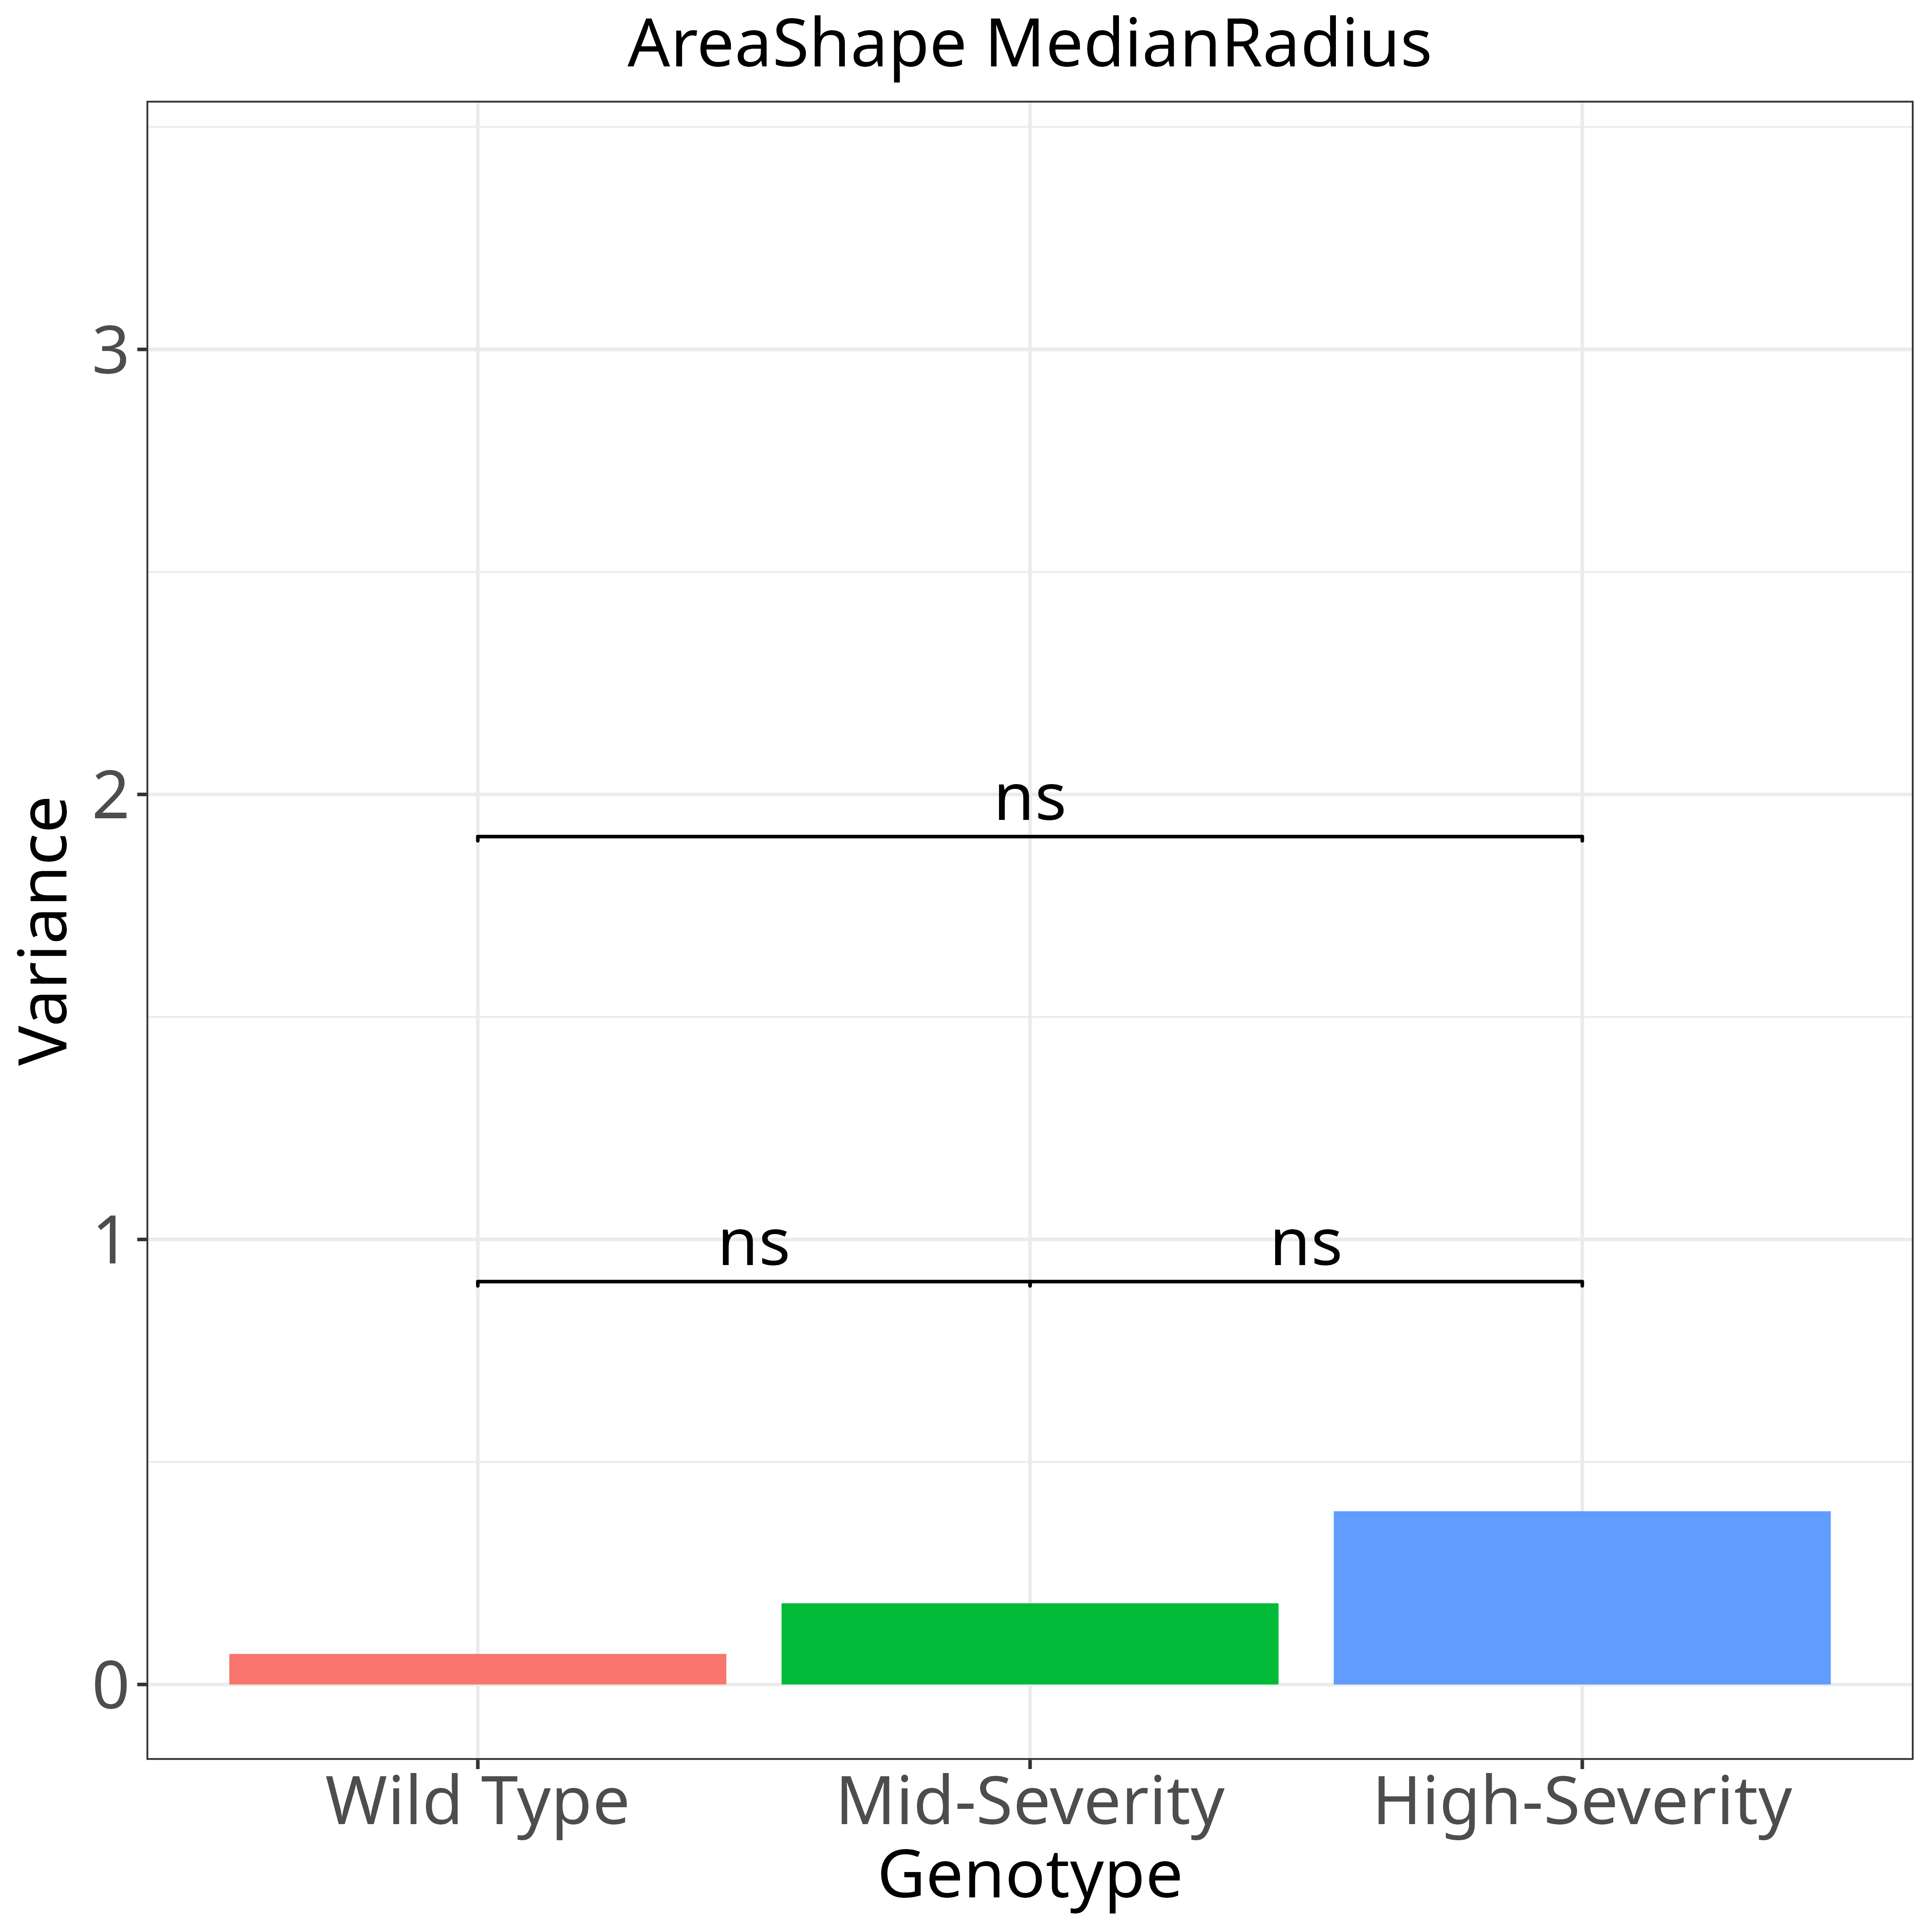 AreaShape MedianRadius
3
2
1
0
Variance
ns
ns ns
Wild Type Mid-Severity High-Severity
Genotype